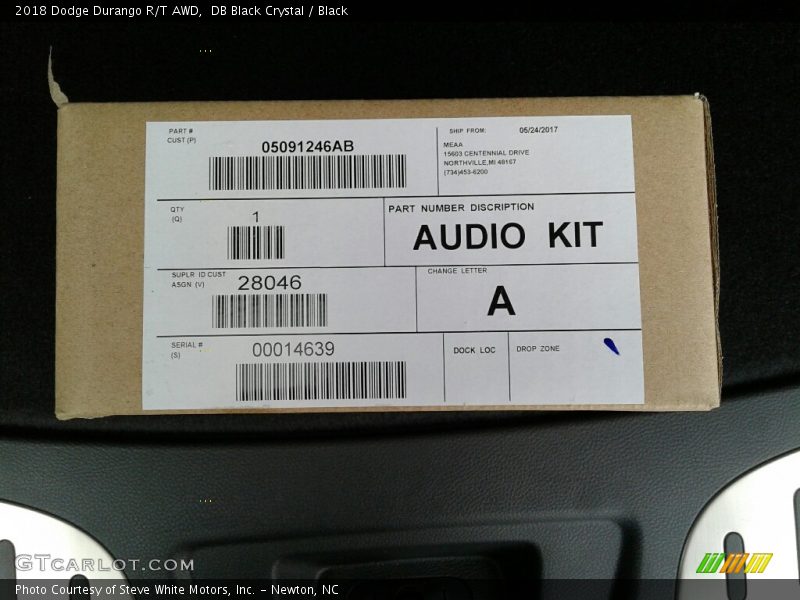 2018 Dodge Durango R/T AWD,  DB Black Crystal / Black
PART #
CUST (P)
05091246AB
SHIP FROM: 05/24/2017
MEAA
15603 CENTENNIAL DRIVE
NORTHVILLE,MI 48167
(734)453-6200
QTY
(Q)
1
PART NUMBER DISCRIPTION
AUDIO KIT
SUPLR ID CUST
ASGN (V)
28046
CHANGE LETTER
A
SERIAL #
(S)
00014639
DOCK LOC
DROP ZONE
GTCARLOT.COM
Photo Courtesy of Steve White Motors, Inc. – Newton, NC